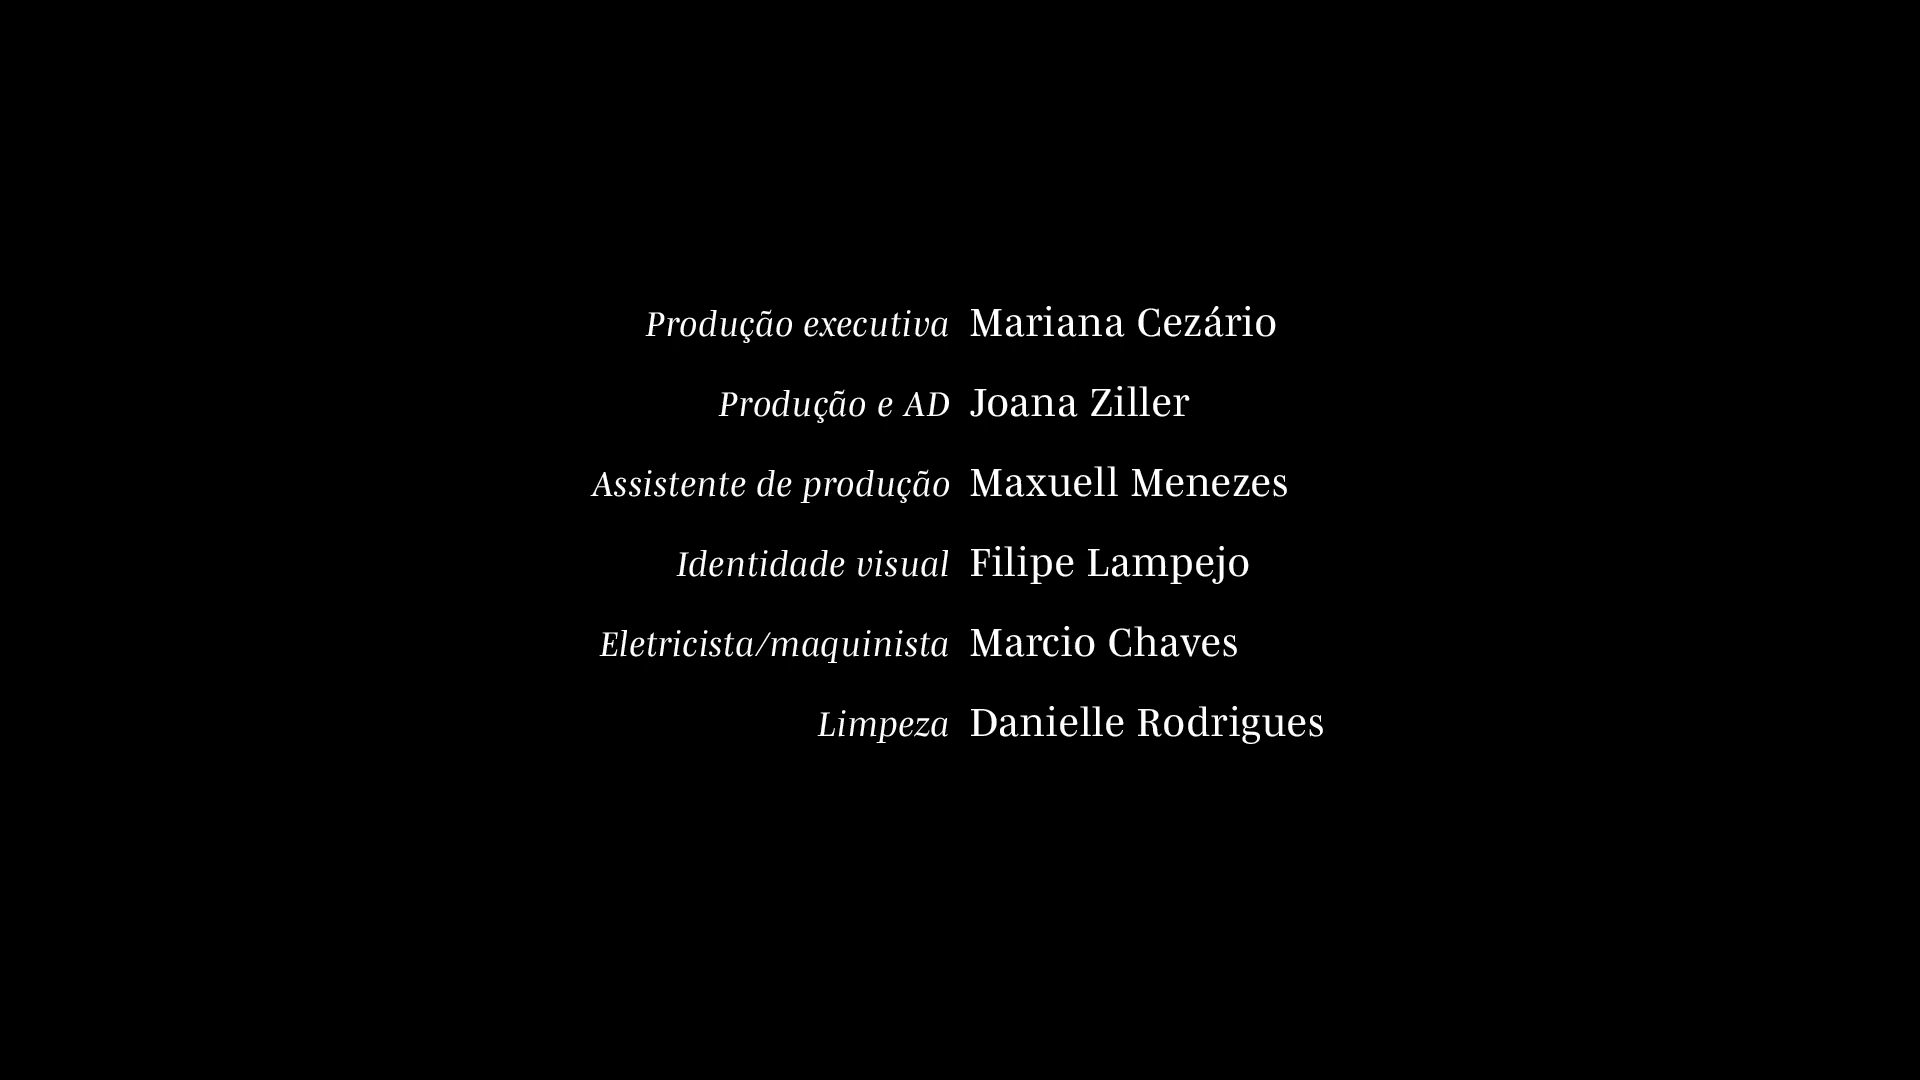 Produção executiva Mariana Cezário
Produção e AD Joana Ziller
Assistente de produção Maxuell Menezes
Identidade visual Filipe Lampejo
Eletricista/maquinista Marcio Chaves
Limpeza Danielle Rodrigues